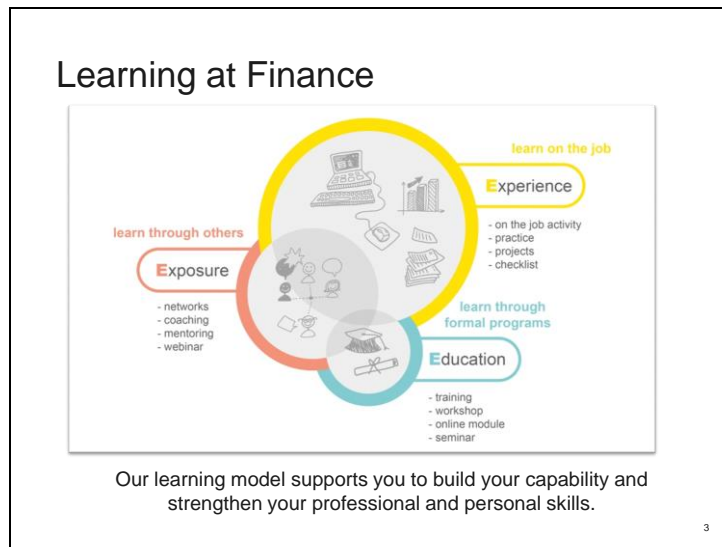 Learning at Finance
learn on the job
Experience
- on the job activity
- practice
- projects
- checklist
learn through others
Exposure
- networks
- coaching
- mentoring
- webinar
learn through
formal programs
Education
- training
- workshop
- online module
- seminar
Our learning model supports you to build your capability and
strengthen your professional and personal skills.
3